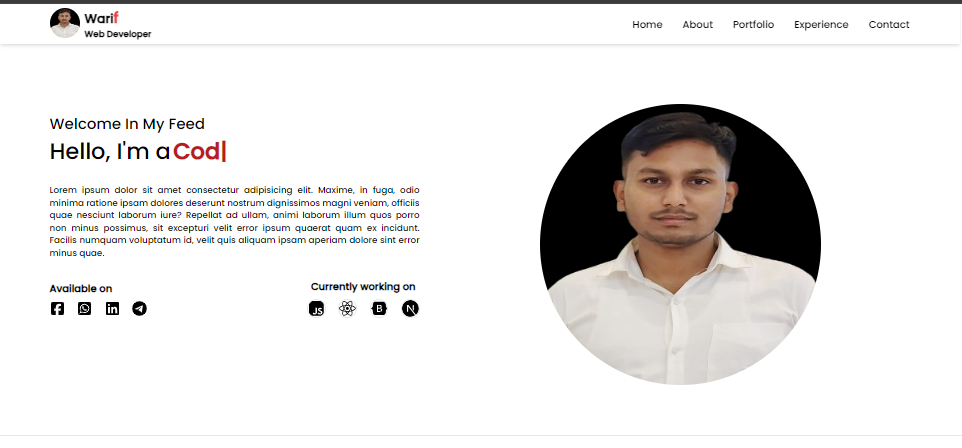 Warif
Web Developer
Home About Portfolio Experience Contact
Welcome In My Feed
Hello, I'm a Cod|
Lorem ipsum dolor sit amet consectetur adipisicing elit. Maxime, in fuga, odio
minima ratione ipsam dolores deserunt nostrum dignissimos magni veniam, officiis
quae nesciunt laborum iure? Repellat ad ullam, animi laborum illum quos porro
non minus possimus, sit excepturi velit error ipsum quaerat quam ex incidunt.
Facilis numquam voluptatum id, velit quis aliquam ipsam aperiam dolore sint error
minus quae.
Available on
Currently working on
JS B N